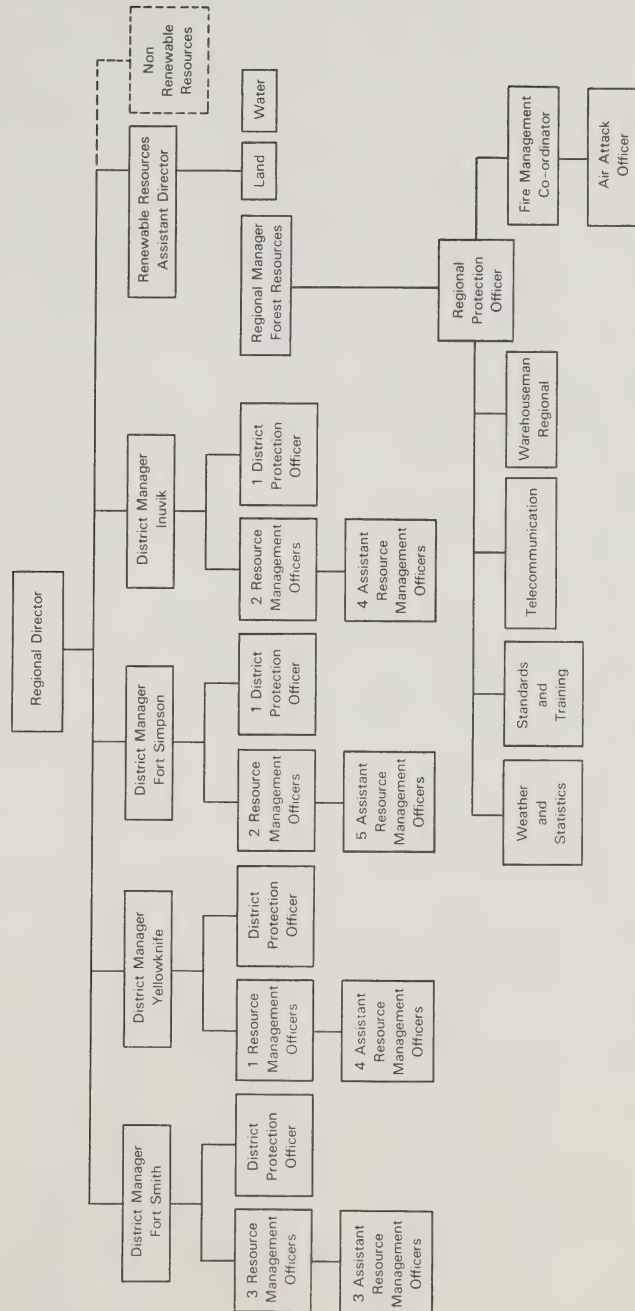 Regional Director
District Manager
Fort Smith
District Manager
Yellowknife
District Manager
Fort Simpson
District Manager
Inuvik
Renewable Resources
Assistant Director
Non
Renewable
Resources
3 Resource
Management
Officers
District
Protection
Officer
1 Resource
Management
Officers
District
Protection
Officer
2 Resource
Management
Officers
1 District
Protection
Officer
2 Resource
Management
Officers
1 District
Protection
Officer
Regional Manager
Forest Resources
Land
Water
3 Assistant
Resource
Management
Officers
4 Assistant
Resource
Management
Officers
5 Assistant
Resource
Management
Officers
4 Assistant
Resource
Management
Officers
Regional
Protection
Officer
Weather
and
Statistics
Standards
and
Training
Telecommunication
Warehouseman
Regional
Fire Management
Co-ordinator
Air Attack
Officer